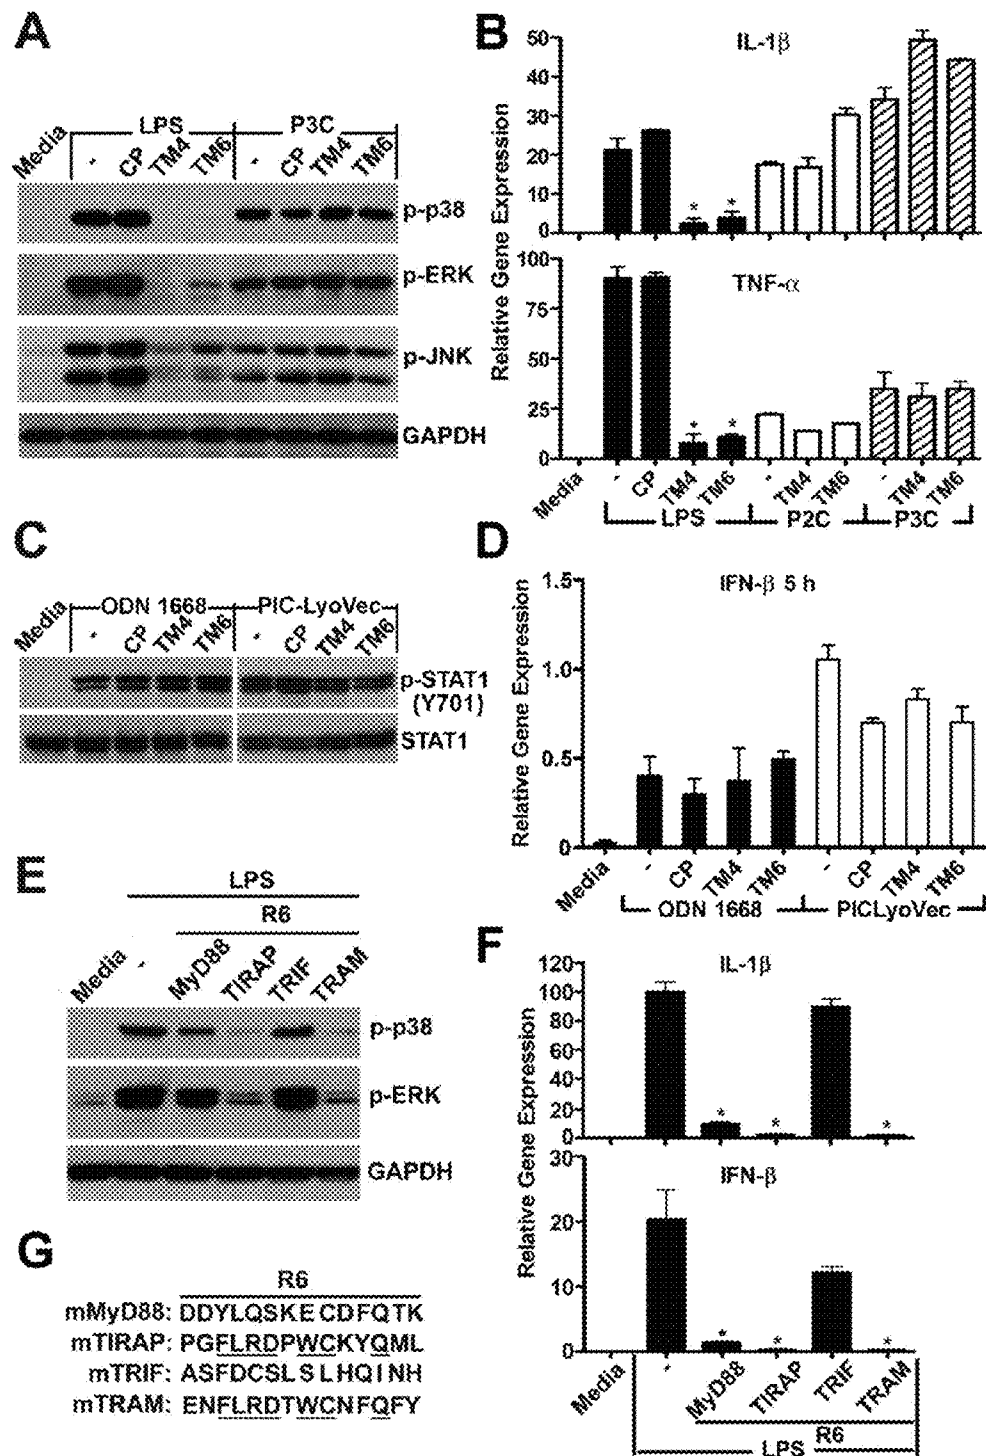 A
LPS P3C
Media - CP TM4 TM6 - CP TM4 TM6
p-p38
p-ERK
p-JNK
GAPDH
B
Relative Gene Expression
IL-1β
50
40
30
20
10
0
* *
TNF-α
100
75
50
25
0
* *
Media - CP TM4 TM6 - TM4 TM6 - TM4 TM6
LPS P2C P3C
C
ODN 1668 PIC-LyoVec
Media - CP TM4 TM6 - CP TM4 TM6
p-STAT1
(Y701)
STAT1
D
Relative Gene Expression
IFN-β 5 h
1.5
1.0
0.5
0
Media - CP TM4 TM6 - CP TM4 TM6
ODN 1668 PICLyoVec
E
LPS
R6
Media - MyD88 TIRAP TRIF TRAM
p-p38
p-ERK
GAPDH
F
Relative Gene Expression
IL-1β
120
100
80
60
40
20
0
* * *
IFN-β
30
20
10
0
* * *
Media - MyD88 TIRAP TRIF TRAM
R6
LPS
G
R6
mMyD88: DDYLQSKECDFQTK
mTIRAP: PGFLRDPWCKYQML
mTRIF: ASFDCSLSLHQINH
mTRAM: ENFLRDTWCNFQFY